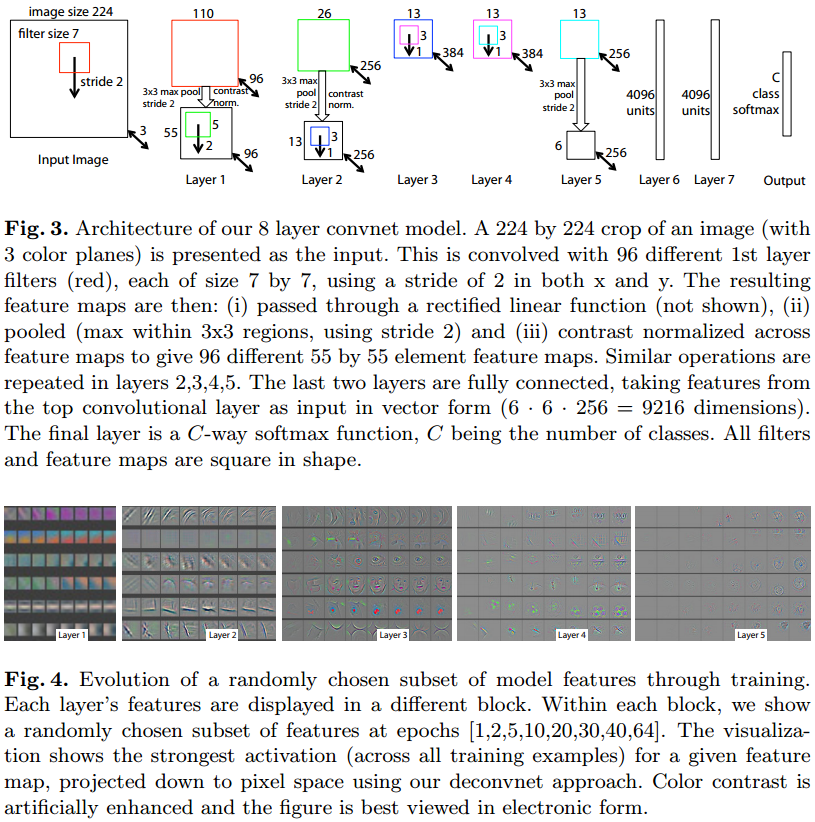 image size 224
filter size 7
stride 2
3
Input Image
110
96
3x3 max pool
stride 2
contrast
norm.
55
5
2
96
Layer 1
26
256
3x3 max
pool
stride 2
contrast
norm.
13
3
1
256
Layer 2
13
3
1
384
Layer 3
13
3
1
384
Layer 4
13
256
3x3 max
pool
stride 2
6
256
Layer 5
4096
units
Layer 6
4096
units
Layer 7
C
class
softmax
Output
Fig. 3. Architecture of our 8 layer convnet model. A 224 by 224 crop of an image (with
3 color planes) is presented as the input. This is convolved with 96 different 1st layer
filters (red), each of size 7 by 7, using a stride of 2 in both x and y. The resulting
feature maps are then: (i) passed through a rectified linear function (not shown), (ii)
pooled (max within 3x3 regions, using stride 2) and (iii) contrast normalized across
feature maps to give 96 different 55 by 55 element feature maps. Similar operations are
repeated in layers 2,3,4,5. The last two layers are fully connected, taking features from
the top convolutional layer as input in vector form (6 · 6 · 256 = 9216 dimensions).
The final layer is a C-way softmax function, C being the number of classes. All filters
and feature maps are square in shape.
Layer 1
Layer 2
Layer 3
Layer 4
Layer 5
Fig. 4. Evolution of a randomly chosen subset of model features through training.
Each layer's features are displayed in a different block. Within each block, we show
a randomly chosen subset of features at epochs [1,2,5,10,20,30,40,64]. The visualiza-
tion shows the strongest activation (across all training examples) for a given feature
map, projected down to pixel space using our deconvnet approach. Color contrast is
artificially enhanced and the figure is best viewed in electronic form.